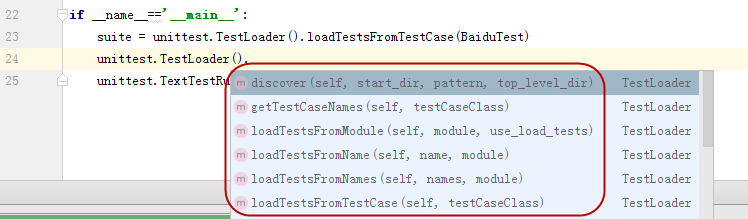 22 if __name__=='__main__':
23 suite = unittest.TestLoader().loadTestsFromTestCase(BaiduTest)
24 unittest.TestLoader().
25 unittest.TextTestRu
m discover(self, start_dir, pattern, top_level_dir) TestLoader
m getTestCaseNames(self, testCaseClass) TestLoader
m loadTestsFromModule(self, module, use_load_tests) TestLoader
m loadTestsFromName(self, name, module) TestLoader
m loadTestsFromNames(self, names, module) TestLoader
m loadTestsFromTestCase(self, testCaseClass) TestLoader